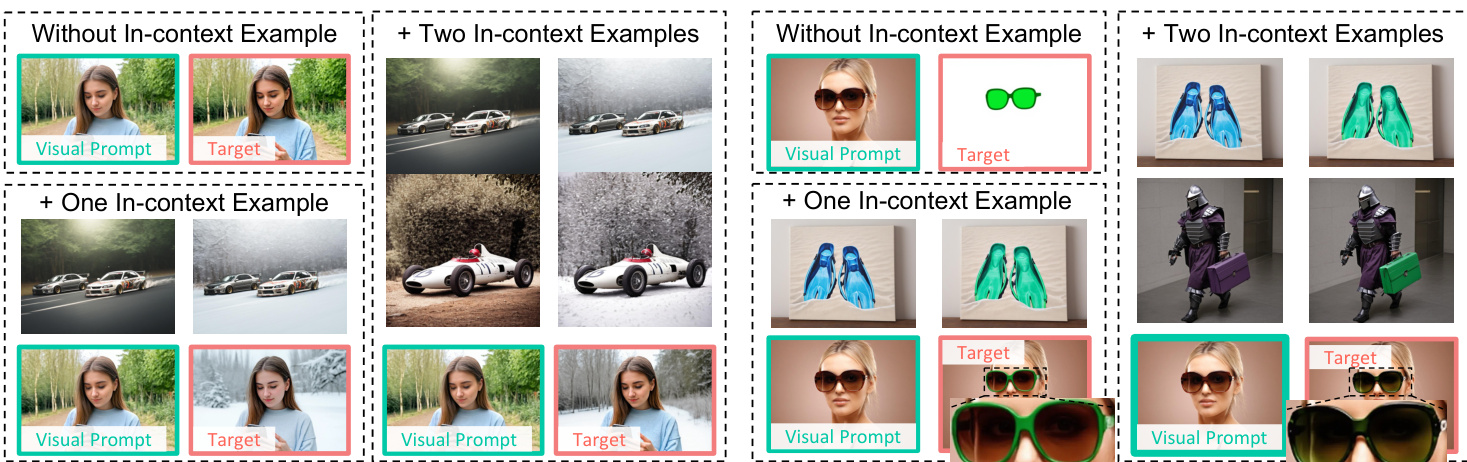 Without In-context Example
Visual Prompt
Target
+ One In-context Example
Visual Prompt
Target
+ Two In-context Examples
Visual Prompt
Target
Without In-context Example
Visual Prompt
Target
+ One In-context Example
Target
Visual Prompt
+ Two In-context Examples
Target
Visual Prompt